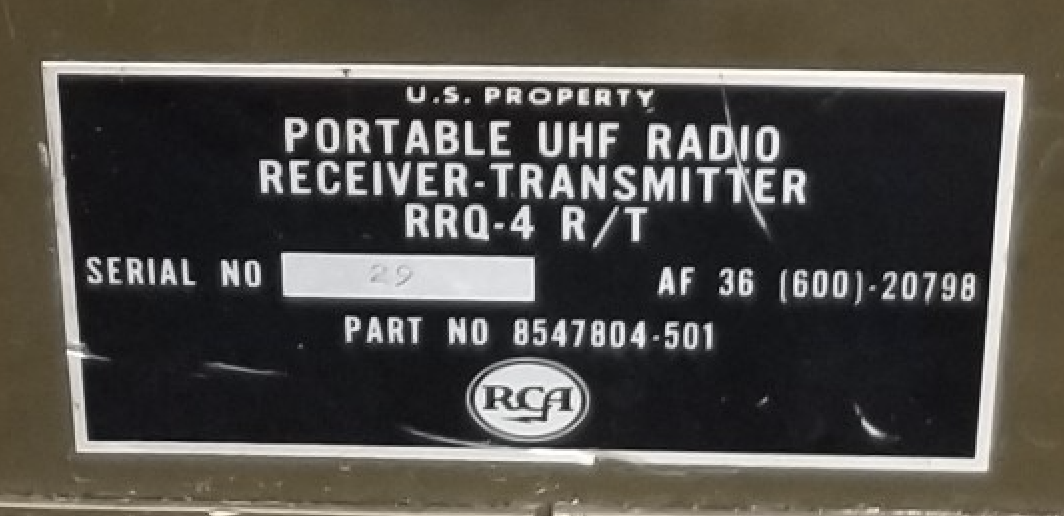 U.S. PROPERTY
PORTABLE UHF RADIO
RECEIVER-TRANSMITTER
RRQ-4 R/T
SERIAL NO 29 AF 36 (600)-20798
PART NO 8547804-501
RCA